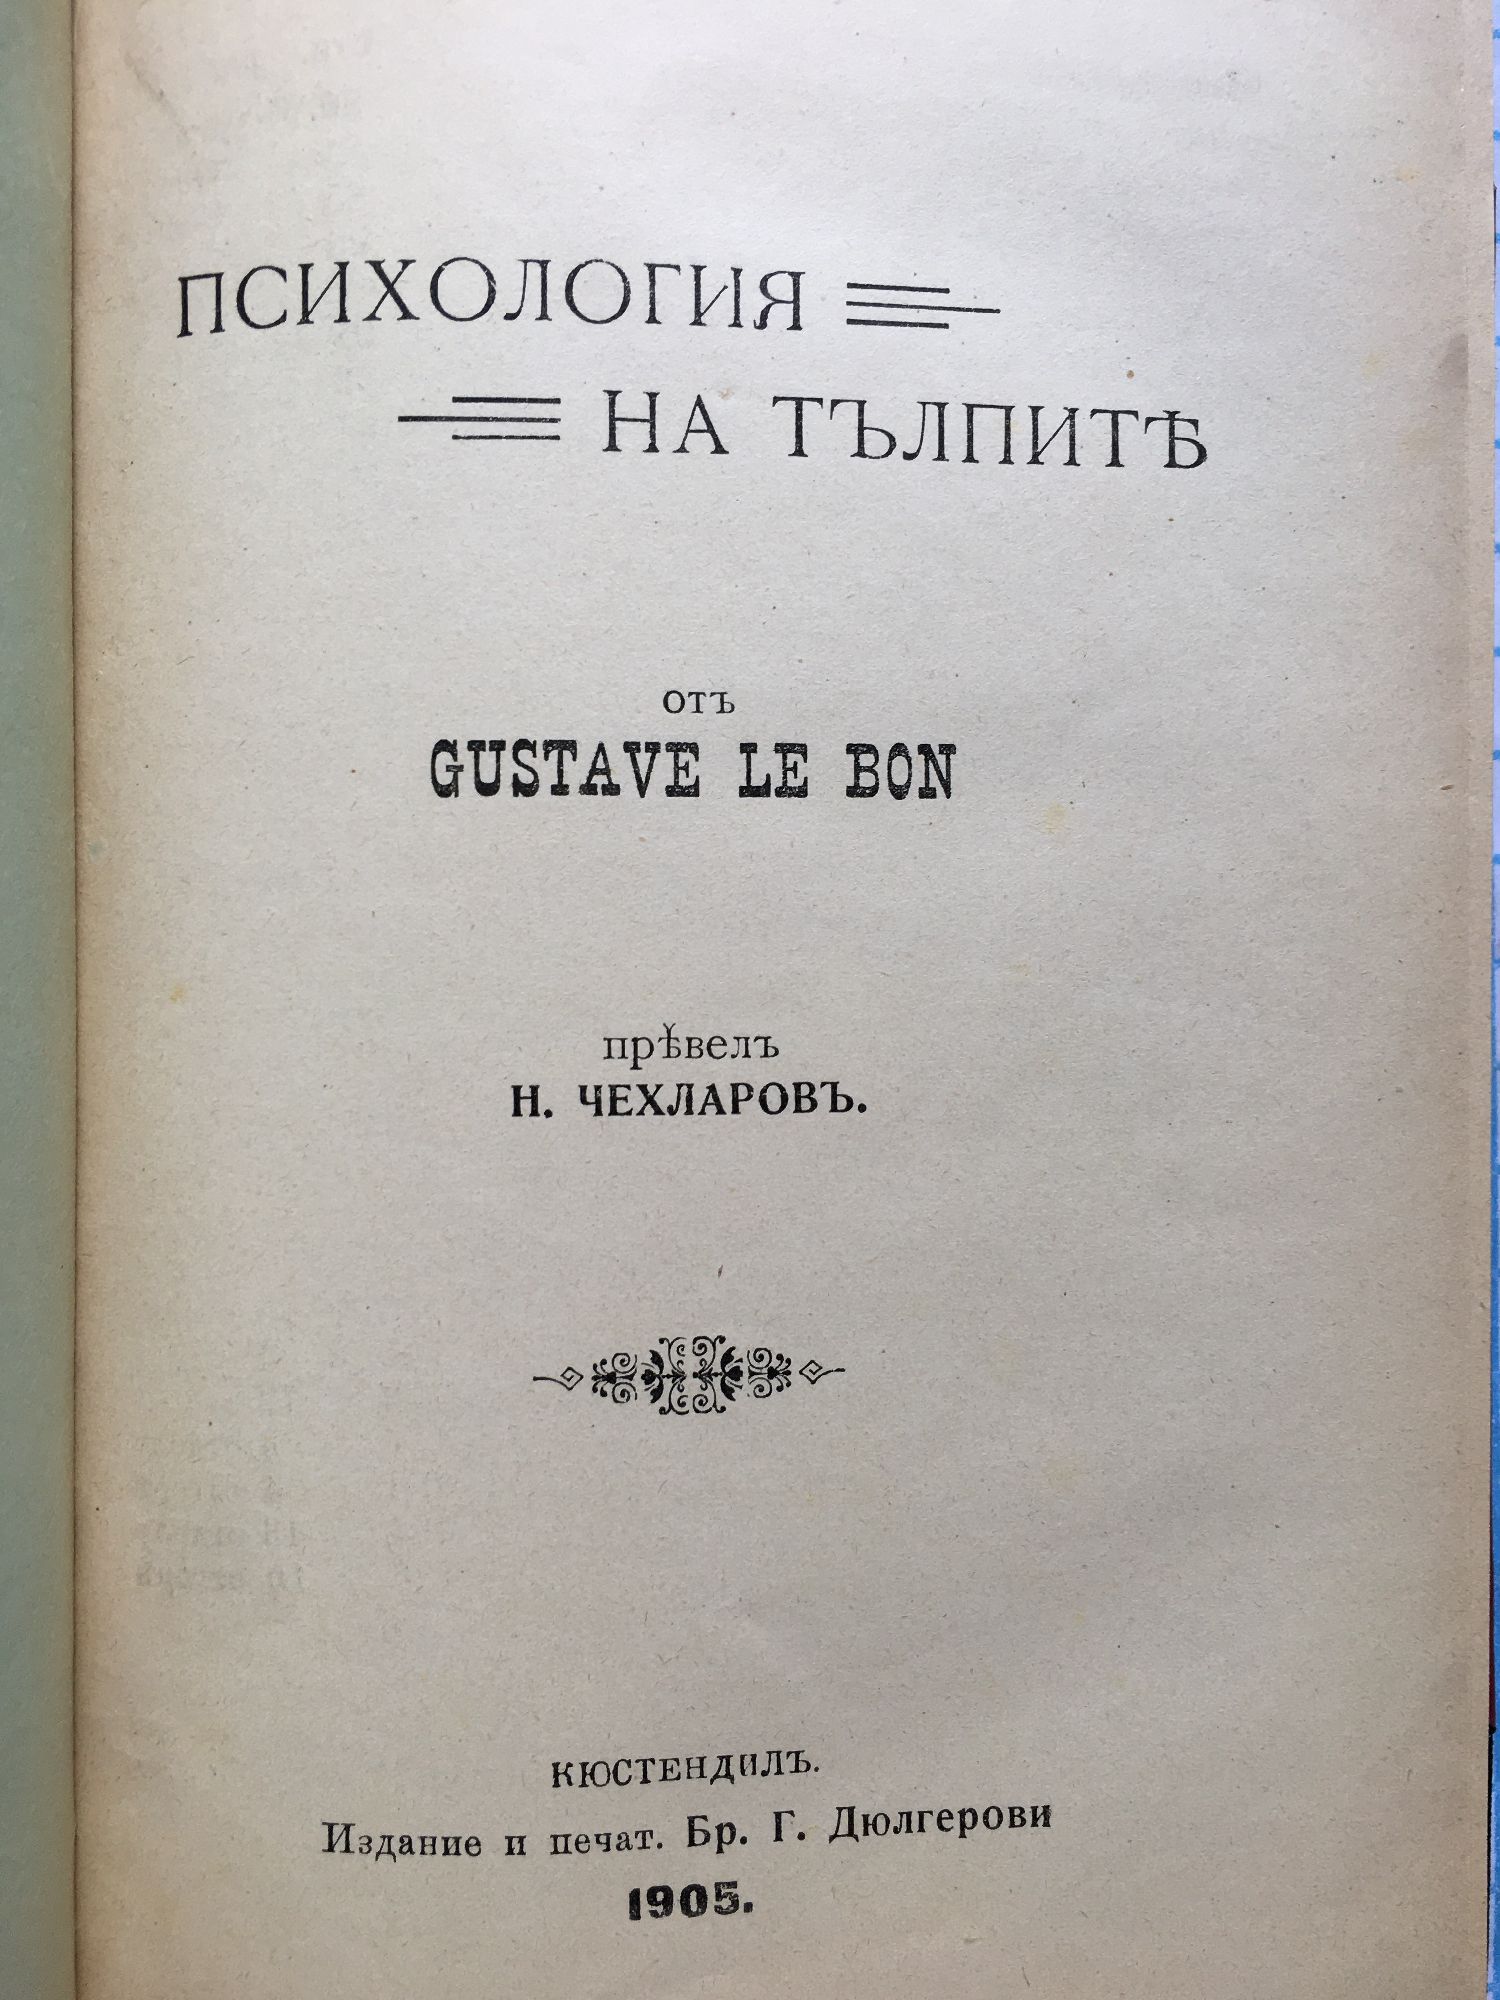 ПСИХОЛОГИЯ
НА ТЪЛПИТѢ
отъ
GUSTAVE LE BON
прѣвелъ
Н. ЧЕХЛАРОВЪ.
КЮСТЕНДИЛЪ.
Издание и печат. Бр. Г. Дюлгерови
1905.